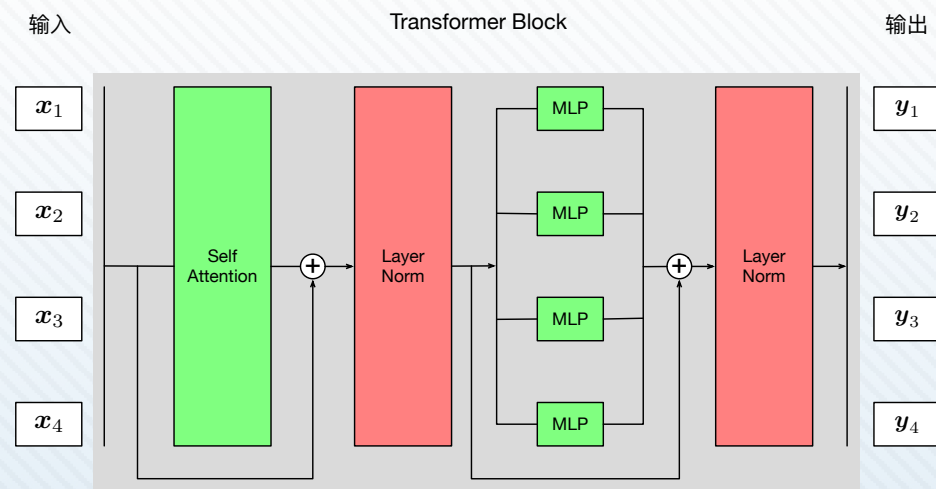 输入
Transformer Block
输出
x₁
x₂
x₃
x₄
Self
Attention
+
Layer
Norm
MLP
MLP
MLP
MLP
+
Layer
Norm
y₁
y₂
y₃
y₄